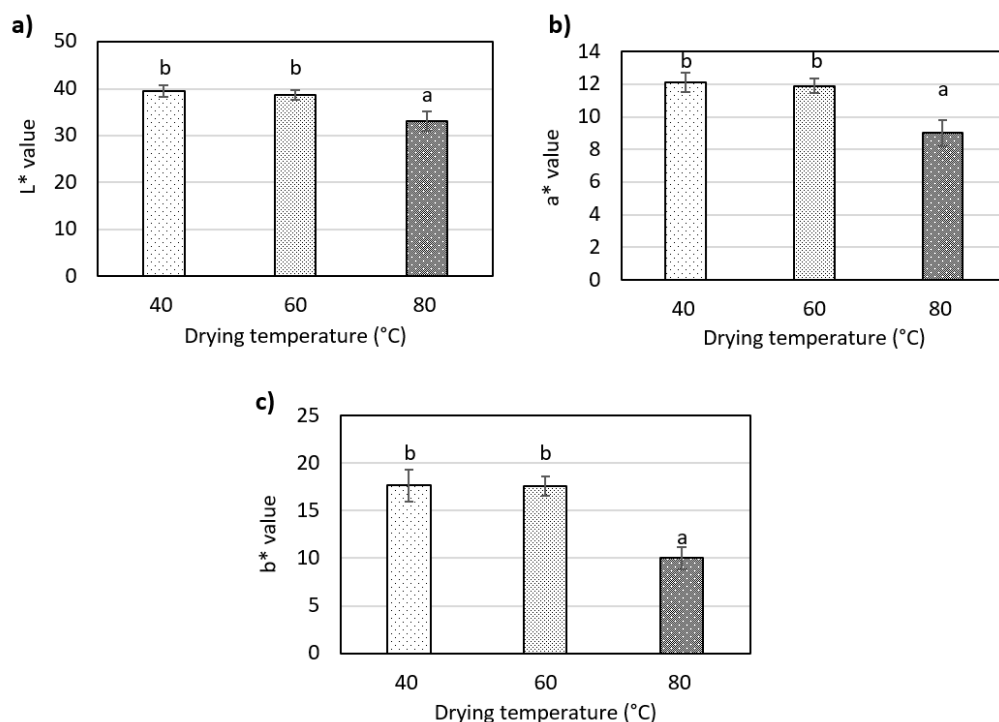 a)
50
40
30
20
10
0
L* value
b
b
a
40 60 80
Drying temperature (°C)
b)
14
12
10
8
6
4
2
0
a* value
b
b
a
40 60 80
Drying temperature (°C)
c)
25
20
15
10
5
0
b* value
b
b
a
40 60 80
Drying temperature (°C)